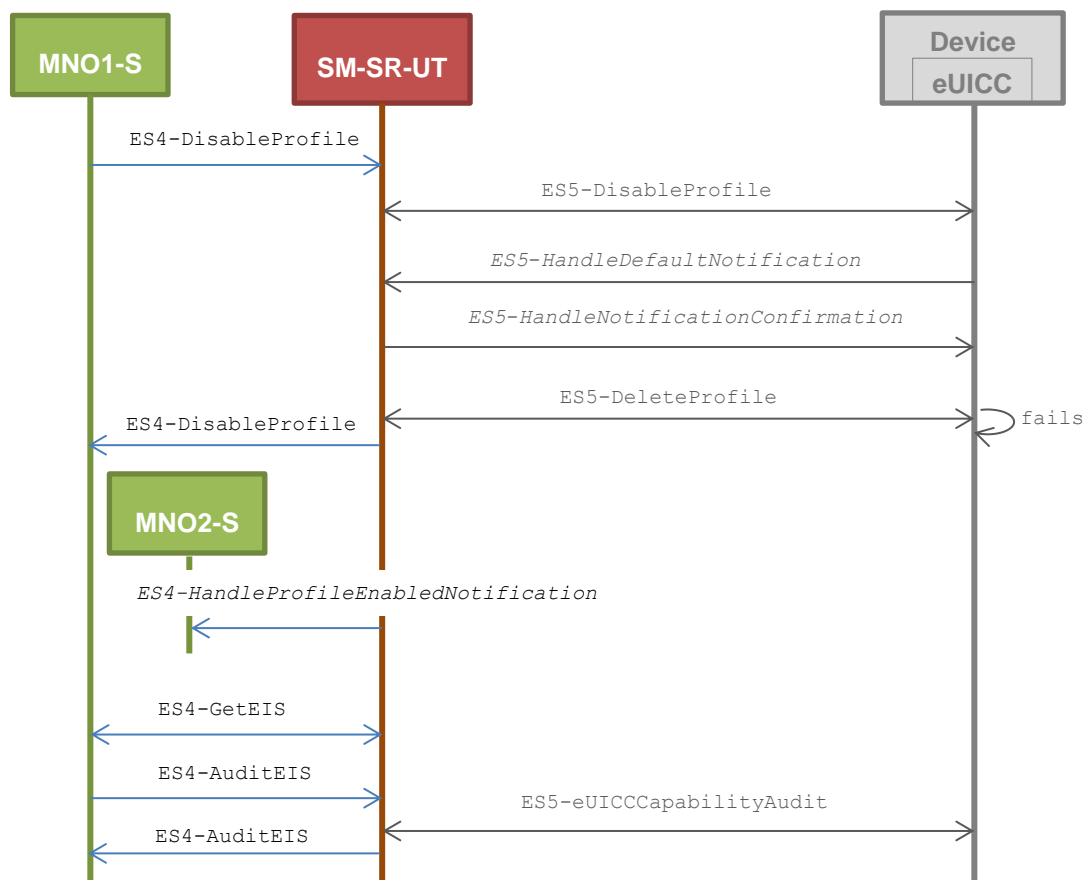 MNO1-S
SM-SR-UT
Device
eUICC
ES4-DisableProfile
ES5-DisableProfile
ES5-HandleDefaultNotification
ES5-HandleNotificationConfirmation
ES5-DeleteProfile
fails
ES4-DisableProfile
MNO2-S
ES4-HandleProfileEnabledNotification
ES4-GetEIS
ES4-AuditEIS
ES5-eUICCCapabilityAudit
ES4-AuditEIS